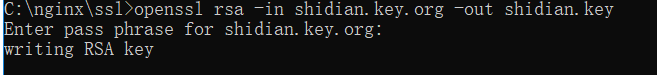 C:\nginx\ssl>openssl rsa -in shidian.key.org -out shidian.key
Enter pass phrase for shidian.key.org:
writing RSA key